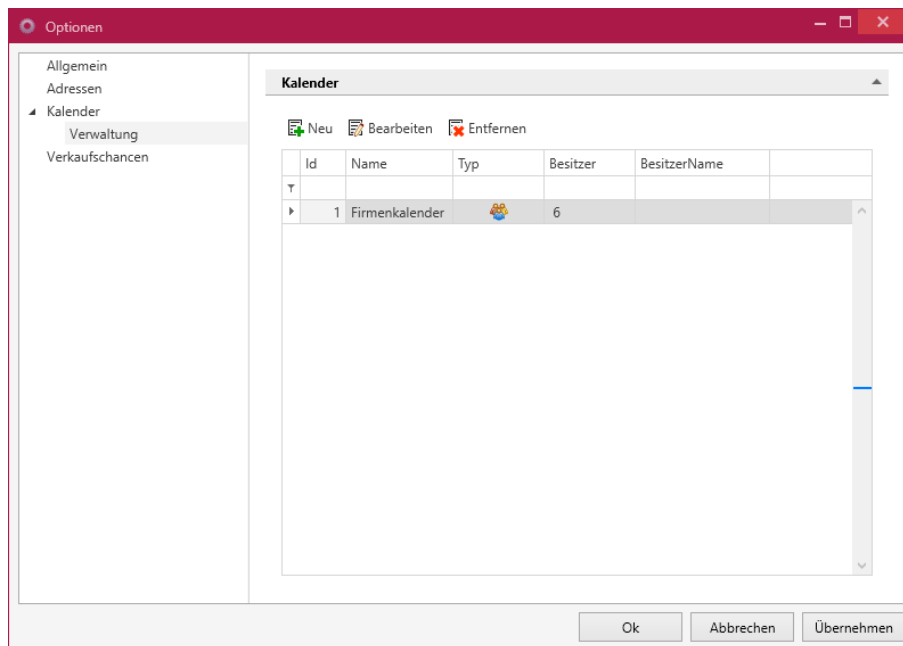 Optionen
Allgemein
Adressen
Kalender
Verwaltung
Verkaufschancen
Kalender
Neu Bearbeiten Entfernen
Id Name Typ Besitzer BesitzerName
1 Firmenkalender 6
Ok Abbrechen Übernehmen